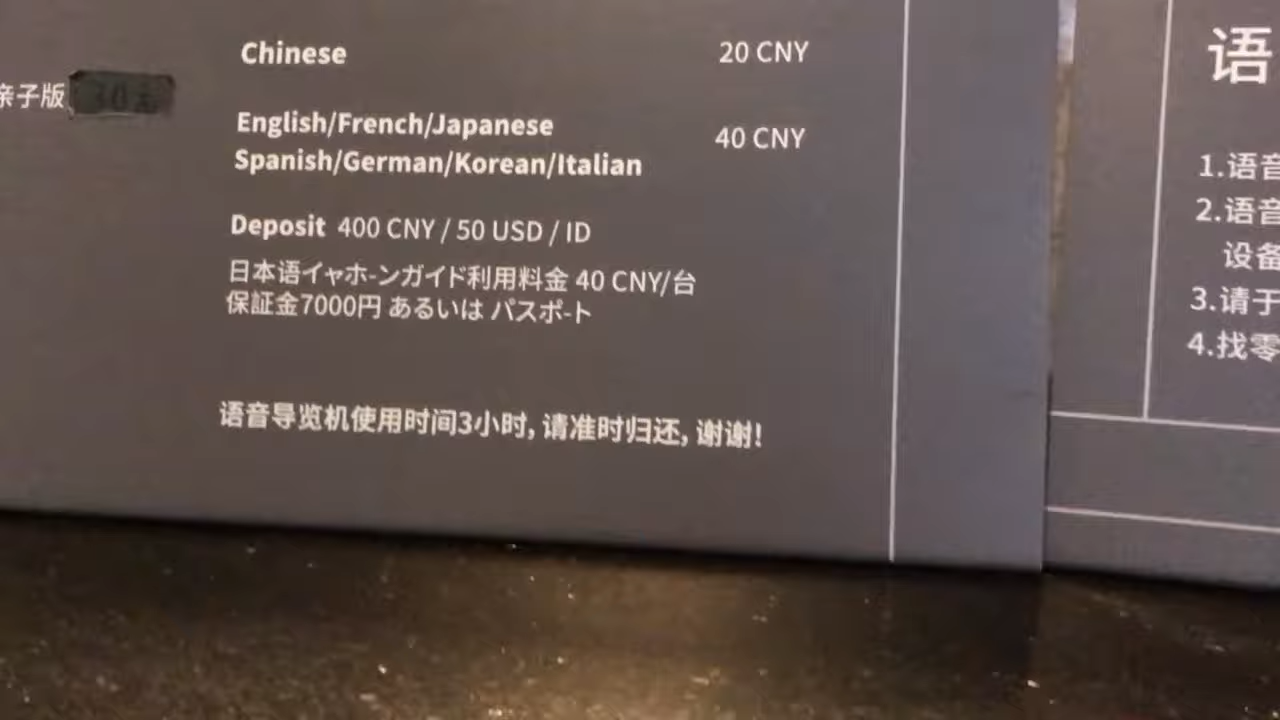 Chinese 20 CNY
亲子版
English/French/Japanese
Spanish/German/Korean/Italian
40 CNY
Deposit 400 CNY / 50 USD / ID
日本语イャホ-ンガイド利用料金 40 CNY/台
保証金7000円 あるいは パスポ-ト
语音导览机使用时间3小时, 请准时归还, 谢谢!
语
1.语音
2.语音
设备
3.请于
4.找零